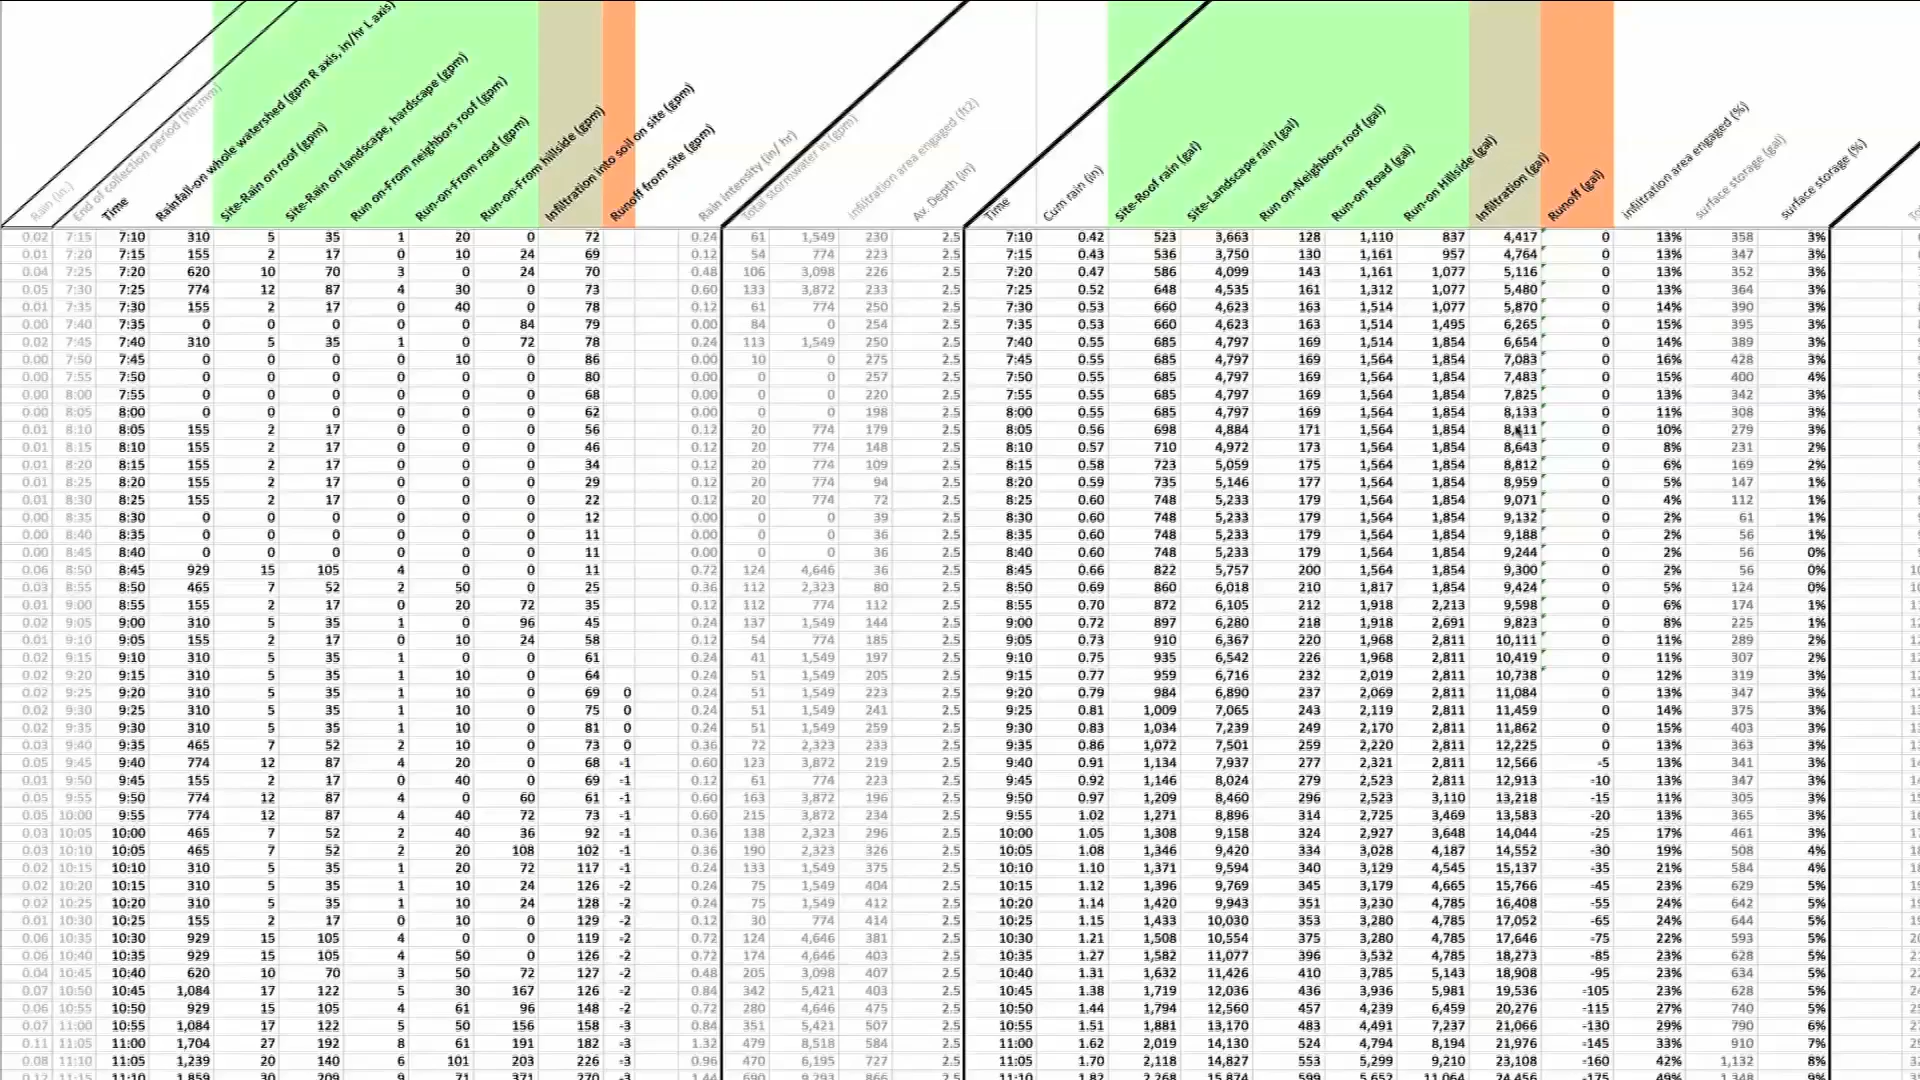 Rain (in.) End of collection period (hh:mm) Time Rainfall-on whole watershed (gpm R axis, in/hr L axis) Site-Rain on roof (gpm) Site-Rain on landscape, hardscape (gpm) Run on-From neighbors roof (gpm) Run-on-From road (gpm) Run-on-From hillside (gpm) Infiltration into soil on site (gpm) Runoff from site (gpm) Rain Intensity (in/ hr) Total stormwater in (gpm) infiltration area engaged (ft2) Av. Depth (in) Time Cum rain (in) Site-Roof rain (gal) Site-Landscape rain (gal) Run on-Neighbors roof (gal) Run-on Road (gal) Run-on Hillside (gal) Infiltration (gal) Runoff (gal) infiltration area engaged (%) surface storage (gal) surface storage (%)
0.02 7:15 7:10 310 5 35 1 20 0 72 0.24 61 1,549 230 2.5 7:10 0.42 523 3,663 128 1,110 837 4,417 0 13% 358 3%
0.01 7:20 7:15 155 2 17 0 10 24 69 0.12 54 774 223 2.5 7:15 0.43 536 3,750 130 1,161 957 4,764 0 13% 347 3%
0.04 7:25 7:20 620 10 70 3 0 24 70 0.48 106 3,098 226 2.5 7:20 0.47 586 4,099 143 1,161 1,077 5,116 0 13% 352 3%
0.05 7:30 7:25 774 12 87 4 30 0 73 0.60 133 3,872 233 2.5 7:25 0.52 648 4,535 161 1,312 1,077 5,480 0 13% 364 3%
0.01 7:35 7:30 155 2 17 0 40 0 78 0.12 61 774 250 2.5 7:30 0.53 660 4,623 163 1,514 1,077 5,870 0 14% 390 3%
0.00 7:40 7:35 0 0 0 0 0 84 79 0.00 84 0 254 2.5 7:35 0.53 660 4,623 163 1,514 1,495 6,265 0 15% 395 3%
0.02 7:45 7:40 310 5 35 1 0 72 78 0.24 113 1,549 250 2.5 7:40 0.55 685 4,797 169 1,514 1,854 6,654 0 14% 389 3%
0.00 7:50 7:45 0 0 0 0 10 0 86 0.00 10 0 275 2.5 7:45 0.55 685 4,797 169 1,564 1,854 7,083 0 16% 428 3%
0.00 7:55 7:50 0 0 0 0 0 0 80 0.00 0 0 257 2.5 7:50 0.55 685 4,797 169 1,564 1,854 7,483 0 15% 400 4%
0.00 8:00 7:55 0 0 0 0 0 0 68 0.00 0 0 220 2.5 7:55 0.55 685 4,797 169 1,564 1,854 7,825 0 13% 342 3%
0.00 8:05 8:00 0 0 0 0 0 0 62 0.00 0 0 198 2.5 8:00 0.55 685 4,797 169 1,564 1,854 8,133 0 11% 308 3%
0.01 8:10 8:05 155 2 17 0 0 0 56 0.12 20 774 179 2.5 8:05 0.56 698 4,884 171 1,564 1,854 8,411 0 10% 279 3%
0.01 8:15 8:10 155 2 17 0 0 0 46 0.12 20 774 148 2.5 8:10 0.57 710 4,972 173 1,564 1,854 8,643 0 8% 231 2%
0.01 8:20 8:15 155 2 17 0 0 0 34 0.12 20 774 109 2.5 8:15 0.58 723 5,059 175 1,564 1,854 8,812 0 6% 169 2%
0.01 8:25 8:20 155 2 17 0 0 0 29 0.12 20 774 94 2.5 8:20 0.59 735 5,146 177 1,564 1,854 8,959 0 5% 147 1%
0.01 8:30 8:25 155 2 17 0 0 0 22 0.12 20 774 72 2.5 8:25 0.60 748 5,233 179 1,564 1,854 9,071 0 4% 112 1%
0.00 8:35 8:30 0 0 0 0 0 0 12 0.00 0 0 39 2.5 8:30 0.60 748 5,233 179 1,564 1,854 9,132 0 2% 61 1%
0.00 8:40 8:35 0 0 0 0 0 0 11 0.00 0 0 36 2.5 8:35 0.60 748 5,233 179 1,564 1,854 9,188 0 2% 56 1%
0.00 8:45 8:40 0 0 0 0 0 0 11 0.00 0 0 36 2.5 8:40 0.60 748 5,233 179 1,564 1,854 9,244 0 2% 56 0%
0.06 8:50 8:45 929 15 105 4 0 0 11 0.72 124 4,646 36 2.5 8:45 0.66 822 5,757 200 1,564 1,854 9,300 0 2% 56 0%
0.03 8:55 8:50 465 7 52 2 50 0 25 0.36 112 2,323 80 2.5 8:50 0.69 860 6,018 210 1,817 1,854 9,424 0 5% 124 0%
0.01 9:00 8:55 155 2 17 0 20 72 35 0.12 112 774 112 2.5 8:55 0.70 872 6,105 212 1,918 2,213 9,598 0 6% 174 1%
0.02 9:05 9:00 310 5 35 1 0 96 45 0.24 137 1,549 144 2.5 9:00 0.72 897 6,280 218 1,918 2,691 9,823 0 8% 225 1%
0.01 9:10 9:05 155 2 17 0 10 24 58 0.12 54 774 185 2.5 9:05 0.73 910 6,367 220 1,968 2,811 10,111 0 11% 289 2%
0.02 9:15 9:10 310 5 35 1 0 0 61 0.24 41 1,549 197 2.5 9:10 0.75 935 6,542 226 1,968 2,811 10,419 0 11% 307 2%
0.02 9:20 9:15 310 5 35 1 10 0 64 0.24 51 1,549 205 2.5 9:15 0.77 959 6,716 232 2,019 2,811 10,738 0 12% 319 3%
0.02 9:25 9:20 310 5 35 1 10 0 69 0 0.24 51 1,549 223 2.5 9:20 0.79 984 6,890 237 2,069 2,811 11,084 0 13% 347 3%
0.02 9:30 9:25 310 5 35 1 10 0 75 0 0.24 51 1,549 241 2.5 9:25 0.81 1,009 7,065 243 2,119 2,811 11,459 0 14% 375 3%
0.02 9:35 9:30 310 5 35 1 10 0 81 0 0.24 51 1,549 259 2.5 9:30 0.83 1,034 7,239 249 2,170 2,811 11,862 0 15% 403 3%
0.03 9:40 9:35 465 7 52 2 10 0 73 0 0.36 72 2,323 233 2.5 9:35 0.86 1,072 7,501 259 2,220 2,811 12,225 0 13% 363 3%
0.05 9:45 9:40 774 12 87 4 20 0 68 -1 0.60 123 3,872 219 2.5 9:40 0.91 1,134 7,937 277 2,321 2,811 12,566 -5 13% 341 3%
0.01 9:50 9:45 155 2 17 0 40 0 69 -1 0.12 61 774 223 2.5 9:45 0.92 1,146 8,024 279 2,523 2,811 12,913 -10 13% 347 3%
0.05 9:55 9:50 774 12 87 4 0 60 61 -1 0.60 163 3,872 196 2.5 9:50 0.97 1,209 8,460 296 2,523 3,110 13,218 -15 11% 305 3%
0.05 10:00 9:55 774 12 87 4 40 72 73 -1 0.60 215 3,872 234 2.5 9:55 1.02 1,271 8,896 314 2,725 3,469 13,583 -20 13% 365 3%
0.03 10:05 10:00 465 7 52 2 40 36 92 -1 0.36 138 2,323 296 2.5 10:00 1.05 1,308 9,158 324 2,927 3,648 14,044 -25 17% 461 3%
0.03 10:10 10:05 465 7 52 2 20 108 102 -1 0.36 190 2,323 326 2.5 10:05 1.08 1,346 9,420 334 3,028 4,187 14,552 -30 19% 508 4%
0.02 10:15 10:10 310 5 35 1 20 72 117 -1 0.24 133 1,549 375 2.5 10:10 1.10 1,371 9,594 340 3,129 4,545 15,137 -35 21% 584 4%
0.02 10:20 10:15 310 5 35 1 10 24 126 -2 0.24 75 1,549 404 2.5 10:15 1.12 1,396 9,769 345 3,179 4,665 15,766 -45 23% 629 5%
0.02 10:25 10:20 310 5 35 1 10 24 128 -2 0.24 75 1,549 412 2.5 10:20 1.14 1,420 9,943 351 3,230 4,785 16,408 -55 24% 642 5%
0.01 10:30 10:25 155 2 17 0 10 0 129 -2 0.12 30 774 414 2.5 10:25 1.15 1,433 10,030 353 3,280 4,785 17,052 -65 24% 644 5%
0.06 10:35 10:30 929 15 105 4 0 0 119 -2 0.72 124 4,646 381 2.5 10:30 1.21 1,508 10,554 375 3,280 4,785 17,646 -75 22% 593 5%
0.06 10:40 10:35 929 15 105 4 50 0 126 -2 0.72 174 4,646 403 2.5 10:35 1.27 1,582 11,077 396 3,532 4,785 18,273 -85 23% 628 5%
0.04 10:45 10:40 620 10 70 3 50 72 127 -2 0.48 205 3,098 407 2.5 10:40 1.31 1,632 11,426 410 3,785 5,143 18,908 -95 23% 634 5%
0.07 10:50 10:45 1,084 17 122 5 30 167 126 -2 0.84 342 5,421 403 2.5 10:45 1.38 1,719 12,036 436 3,936 5,981 19,536 -105 23% 628 5%
0.06 10:55 10:50 929 15 105 4 61 96 148 -2 0.72 280 4,646 475 2.5 10:50 1.44 1,794 12,560 457 4,239 6,459 20,276 -115 27% 740 5%
0.07 11:00 10:55 1,084 17 122 5 50 156 158 -3 0.84 351 5,421 507 2.5 10:55 1.51 1,881 13,170 483 4,491 7,237 21,066 -130 29% 790 6%
0.11 11:05 11:00 1,704 27 192 8 61 191 182 -3 1.32 479 8,518 584 2.5 11:00 1.62 2,019 14,130 524 4,794 8,194 21,976 -145 33% 910 7%
0.08 11:10 11:05 1,239 20 140 6 101 203 226 -3 0.96 470 6,195 727 2.5 11:05 1.70 2,118 14,827 553 5,299 9,210 23,108 -160 42% 1,132 8%
0.12 11:15 11:10 1,859 30 209 9 71 371 270 -3 1.44 690 9,293 866 2.5 11:10 1.82 2,268 15,874 599 5,652 11,064 24,456 -175 49% 1,348 9%